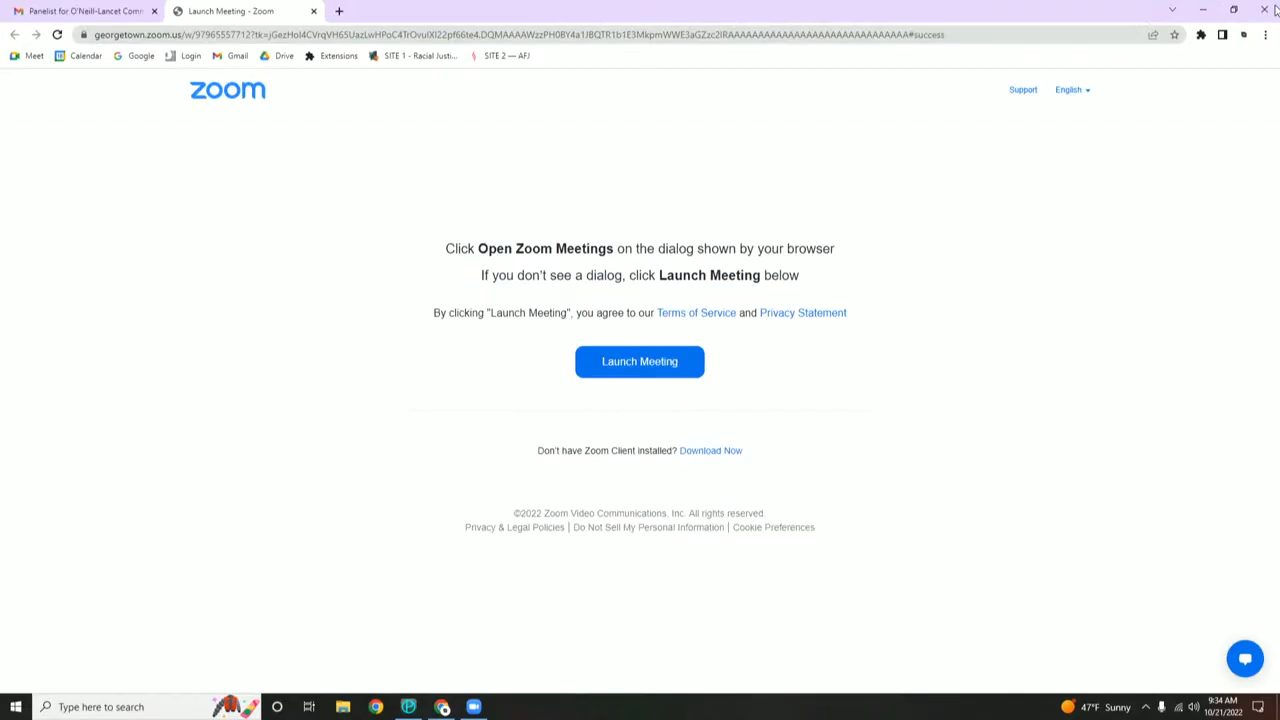 Panelist for O'Neill-Lancet Com
Launch Meeting - Zoom
georgetown.zoom.us
Meet
Calendar
Google
Login
Gmail
Drive
Extensions
SITE 1 - Racial Justi...
SITE 2 — AFJ
zoom
Support
English
Click Open Zoom Meetings on the dialog shown by your browser
If you don't see a dialog, click Launch Meeting below
By clicking "Launch Meeting", you agree to our Terms of Service and Privacy Statement
Launch Meeting
Don't have Zoom Client installed? Download Now
©2022 Zoom Video Communications, Inc. All rights reserved.
Privacy & Legal Policies | Do Not Sell My Personal Information | Cookie Preferences
Type here to search
47°F Sunny
9:34 AM
10/21/2022